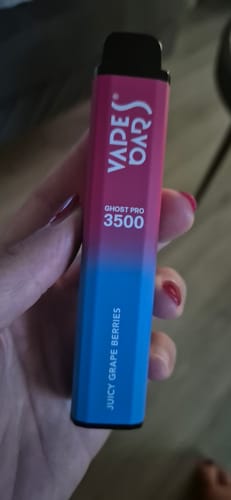 VAPES
BARS®
GHOST PRO
3500
JUICY GRAPE BERRIES